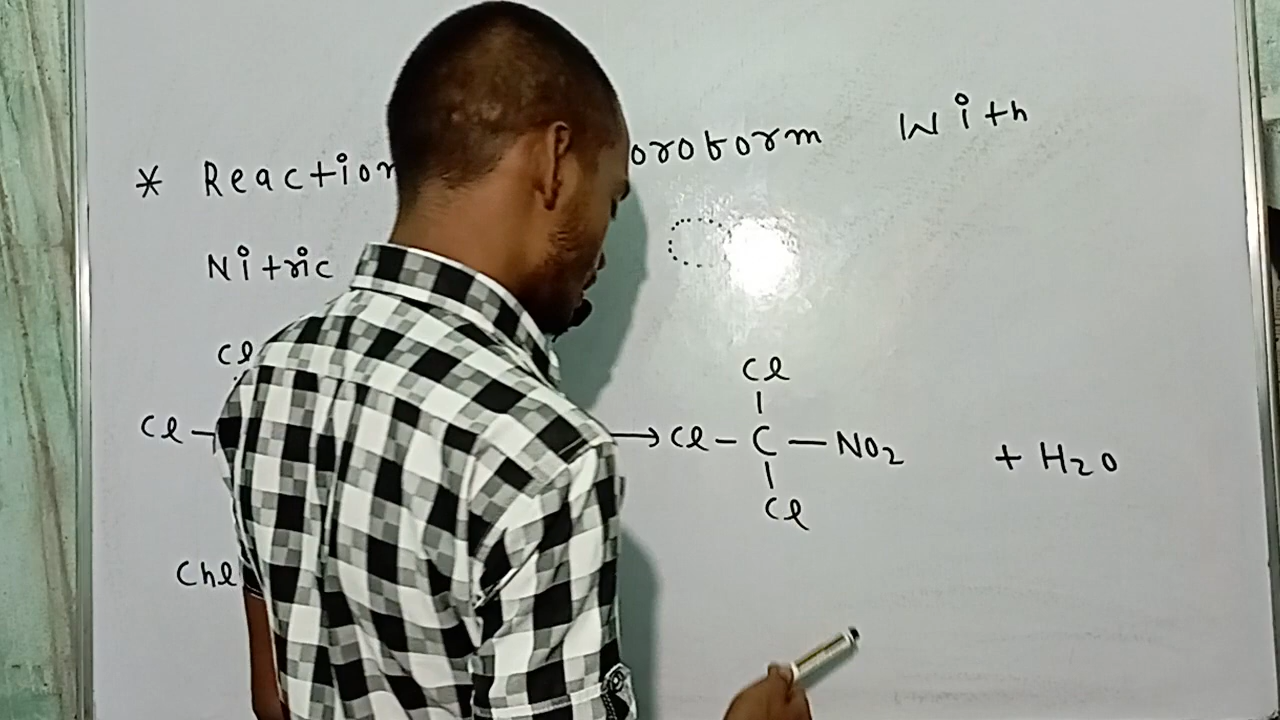 * Reaction oroform With
Nitric
Cl Cl
Cl — → Cl – C — NO2 + H2O
Cl
Chl